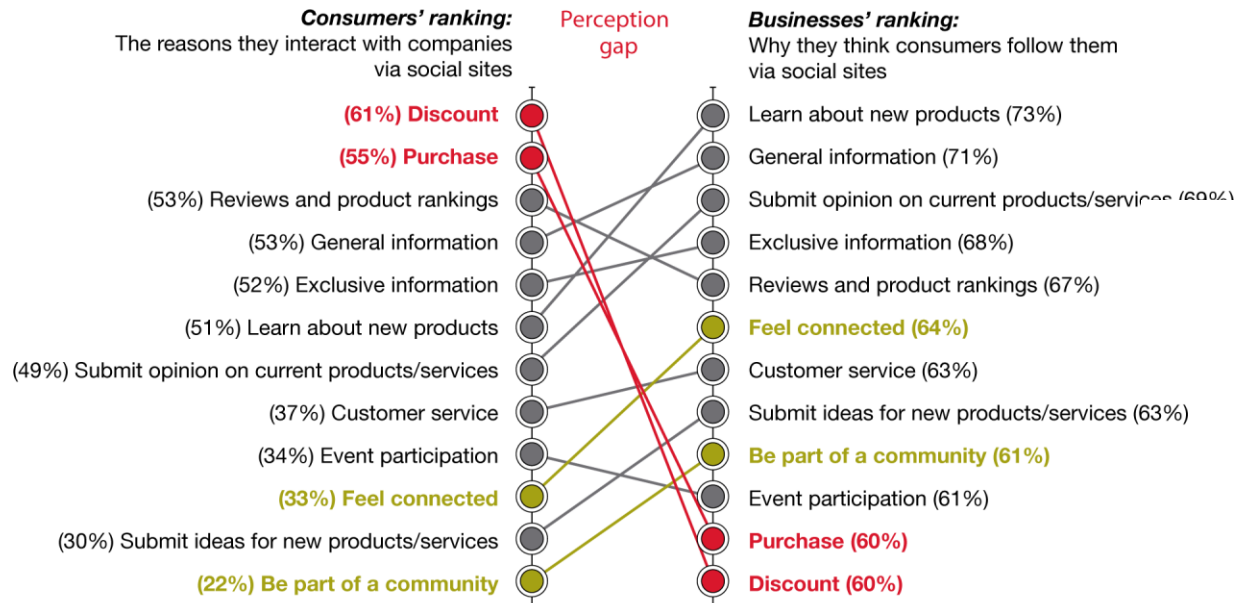 Consumers' ranking:
The reasons they interact with companies
via social sites
Perception
gap
Businesses' ranking:
Why they think consumers follow them
via social sites
(61%) Discount
(55%) Purchase
(53%) Reviews and product rankings
(53%) General information
(52%) Exclusive information
(51%) Learn about new products
(49%) Submit opinion on current products/services
(37%) Customer service
(34%) Event participation
(33%) Feel connected
(30%) Submit ideas for new products/services
(22%) Be part of a community
Learn about new products (73%)
General information (71%)
Submit opinion on current products/services (69%)
Exclusive information (68%)
Reviews and product rankings (67%)
Feel connected (64%)
Customer service (63%)
Submit ideas for new products/services (63%)
Be part of a community (61%)
Event participation (61%)
Purchase (60%)
Discount (60%)